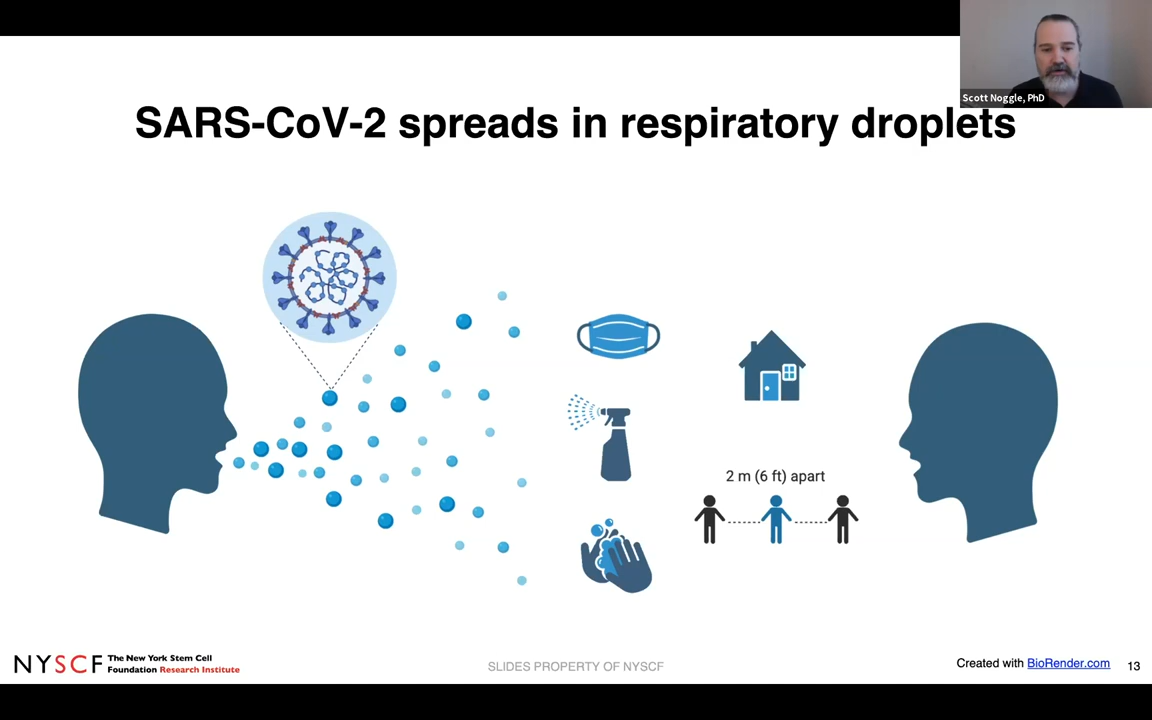 Scott Noggle, PhD
SARS-CoV-2 spreads in respiratory droplets
2 m (6 ft) apart
NYSCF
The New York Stem Cell
Foundation Research Institute
SLIDES PROPERTY OF NYSCF
Created with BioRender.com
13